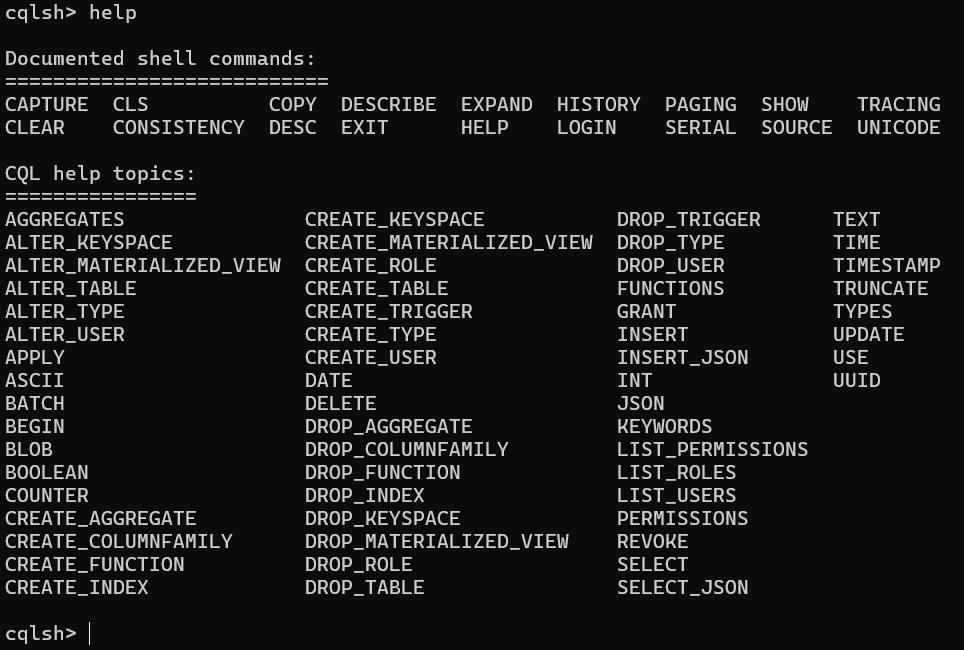 cqlsh> help
Documented shell commands:
===========================
CAPTURE  CLS          COPY  DESCRIBE  EXPAND  HISTORY  PAGING  SHOW    TRACING
CLEAR    CONSISTENCY  DESC  EXIT      HELP    LOGIN    SERIAL  SOURCE  UNICODE
CQL help topics:
================
AGGREGATES               CREATE_KEYSPACE           DROP_TRIGGER      TEXT
ALTER_KEYSPACE           CREATE_MATERIALIZED_VIEW  DROP_TYPE         TIME
ALTER_MATERIALIZED_VIEW  CREATE_ROLE               DROP_USER         TIMESTAMP
ALTER_TABLE              CREATE_TABLE              FUNCTIONS         TRUNCATE
ALTER_TYPE               CREATE_TRIGGER            GRANT             TYPES
ALTER_USER               CREATE_TYPE               INSERT            UPDATE
APPLY                    CREATE_USER               INSERT_JSON       USE
ASCII                    DATE                      INT               UUID
BATCH                    DELETE                    JSON
BEGIN                    DROP_AGGREGATE            KEYWORDS
BLOB                     DROP_COLUMNFAMILY         LIST_PERMISSIONS
BOOLEAN                  DROP_FUNCTION             LIST_ROLES
COUNTER                  DROP_INDEX                LIST_USERS
CREATE_AGGREGATE         DROP_KEYSPACE             PERMISSIONS
CREATE_COLUMNFAMILY      DROP_MATERIALIZED_VIEW    REVOKE
CREATE_FUNCTION          DROP_ROLE                 SELECT
CREATE_INDEX             DROP_TABLE                SELECT_JSON
cqlsh>